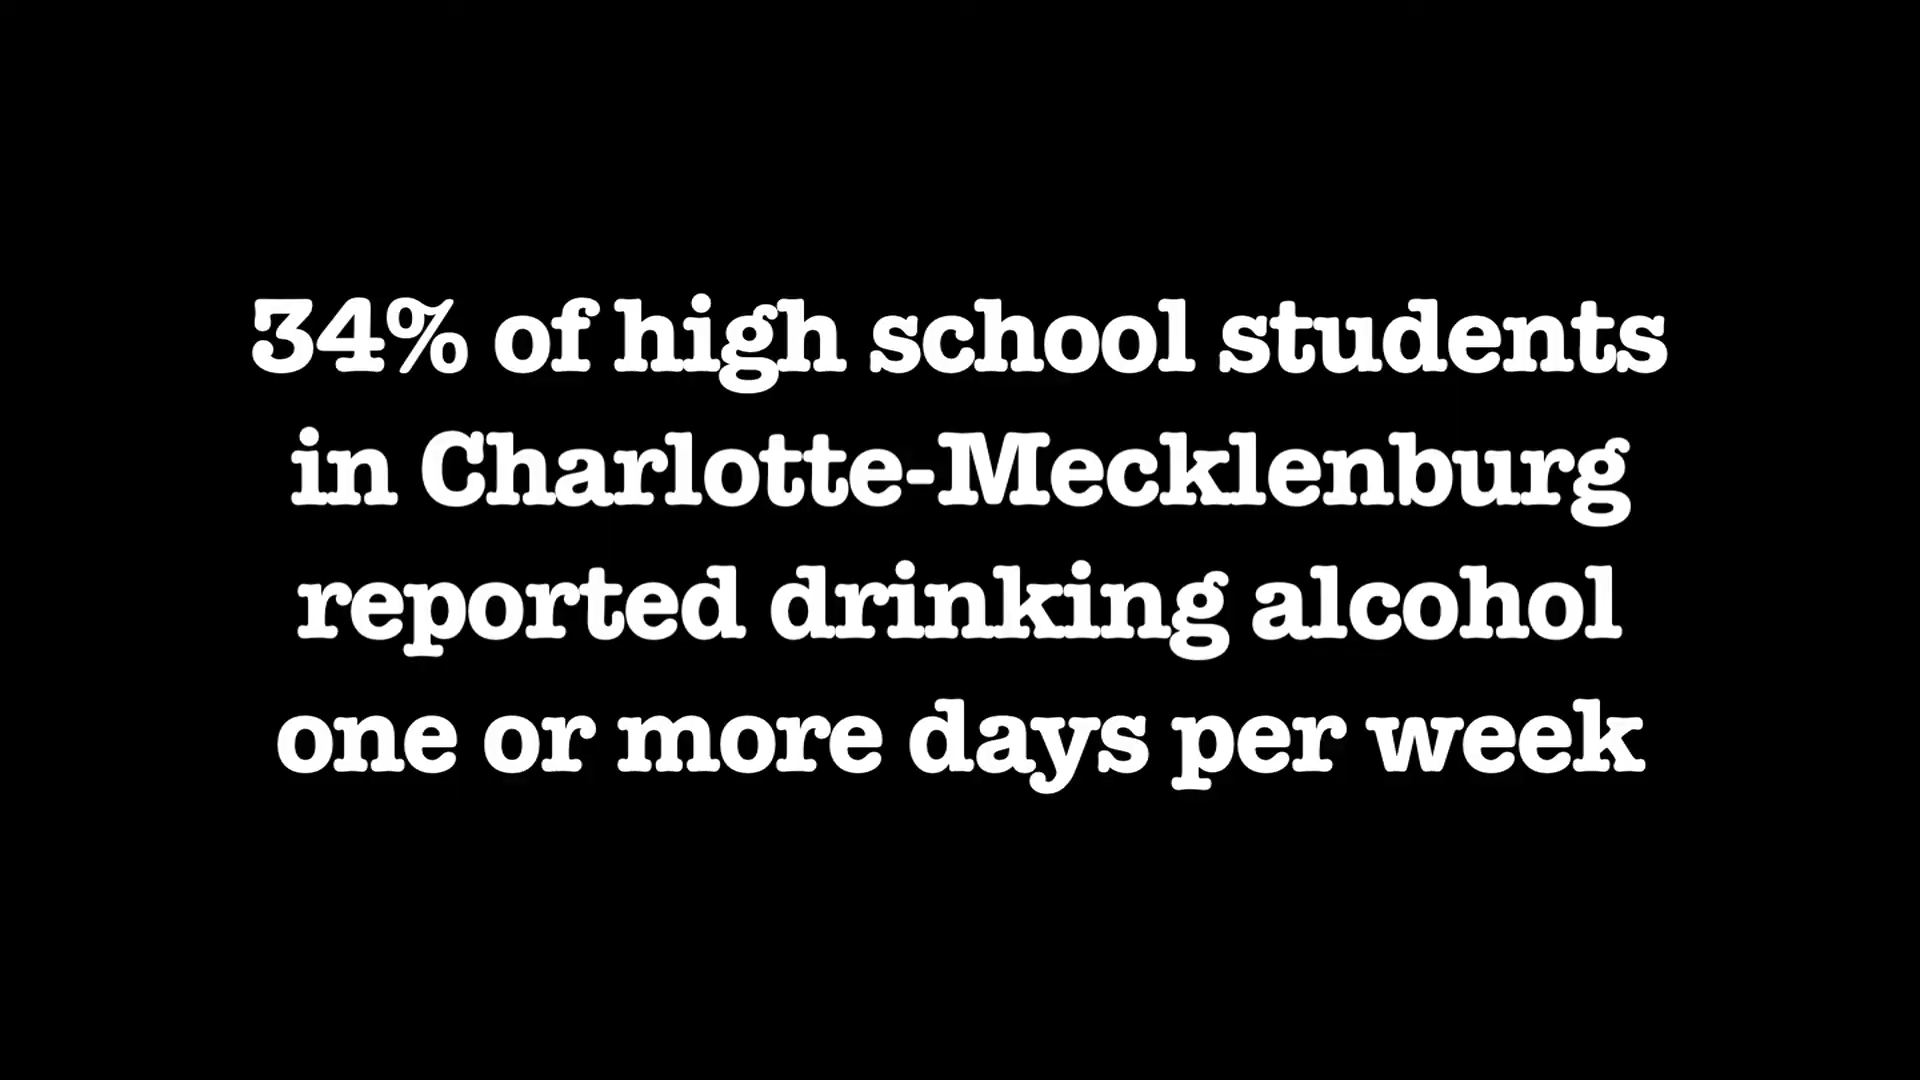 34% of high school students
in Charlotte-Mecklenburg
reported drinking alcohol
one or more days per week